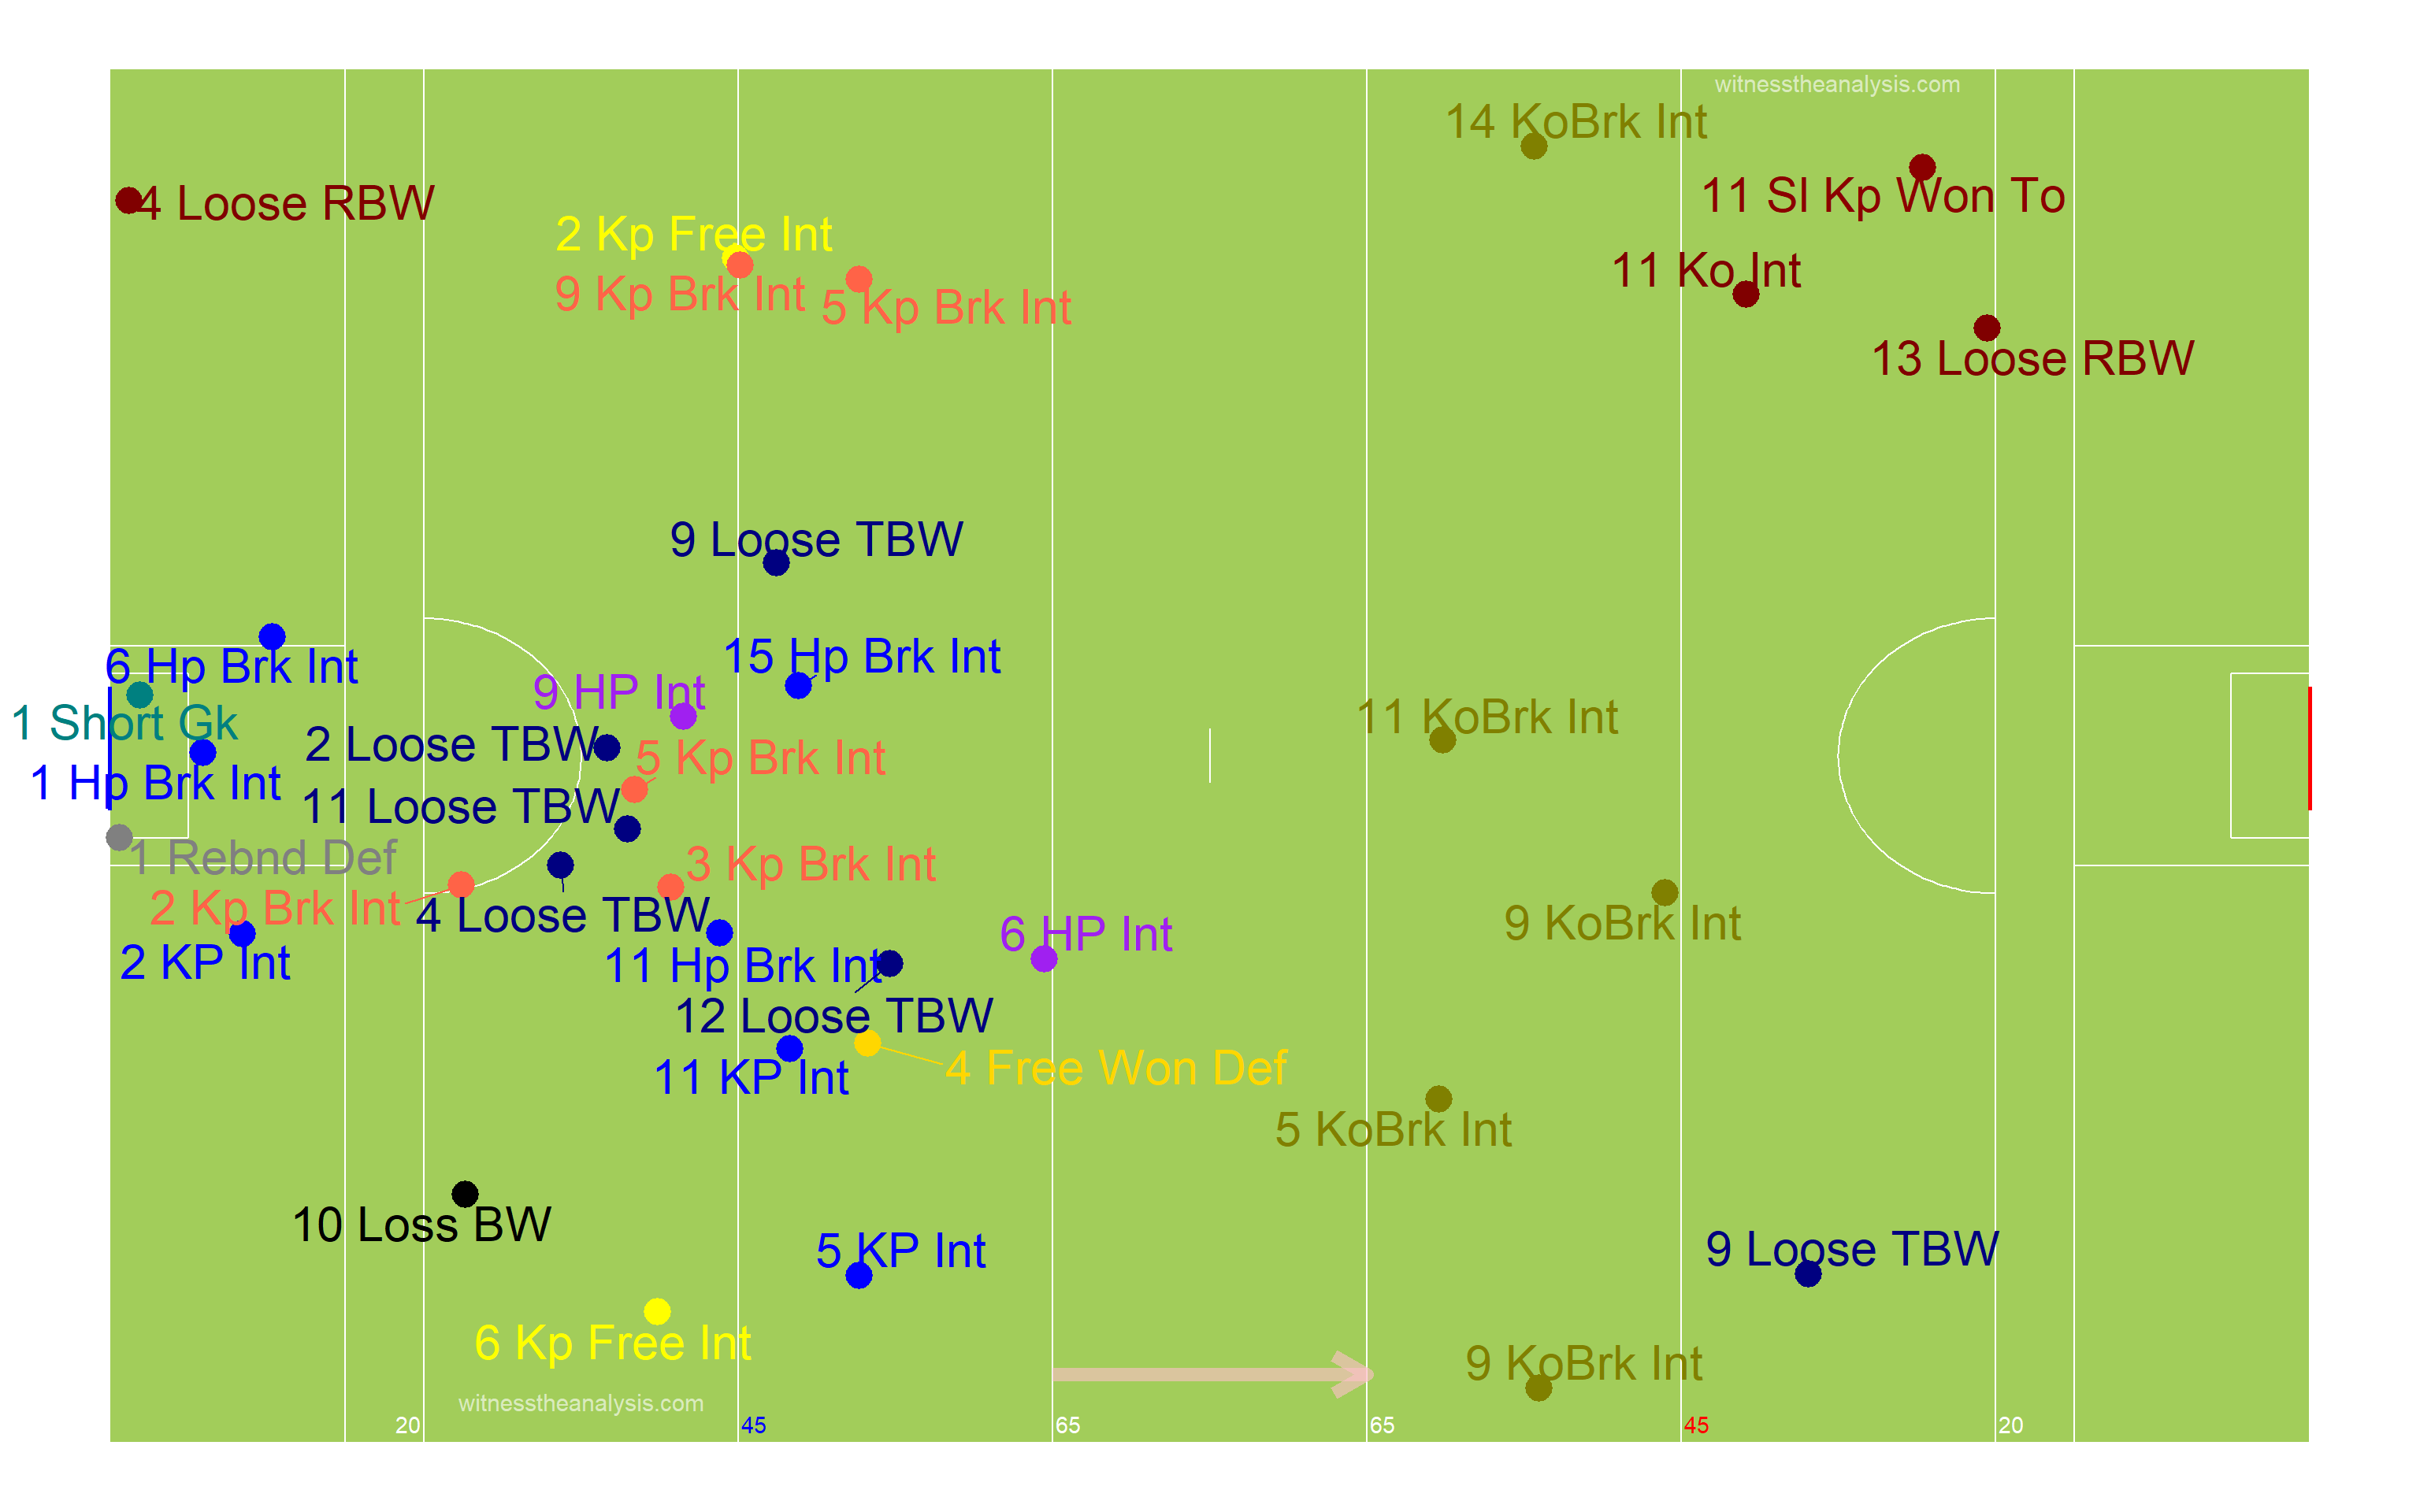 witnesstheanalysis.com
14 KoBrk Int
11 Sl Kp Won To
4 Loose RBW
2 Kp Free Int
11 Ko Int
9 Kp Brk Int
5 Kp Brk Int
13 Loose RBW
9 Loose TBW
15 Hp Brk Int
6 Hp Brk Int
9 HP Int
11 KoBrk Int
1 Short Gk
2 Loose TBW
5 Kp Brk Int
1 Hp Brk Int
11 Loose TBW
1 Rebnd Def
3 Kp Brk Int
2 Kp Brk Int
4 Loose TBW
9 KoBrk Int
6 HP Int
2 KP Int
11 Hp Brk Int
12 Loose TBW
4 Free Won Def
11 KP Int
5 KoBrk Int
10 Loss BW
5 KP Int
9 Loose TBW
6 Kp Free Int
9 KoBrk Int
witnesstheanalysis.com
20 45 65 65 45 20